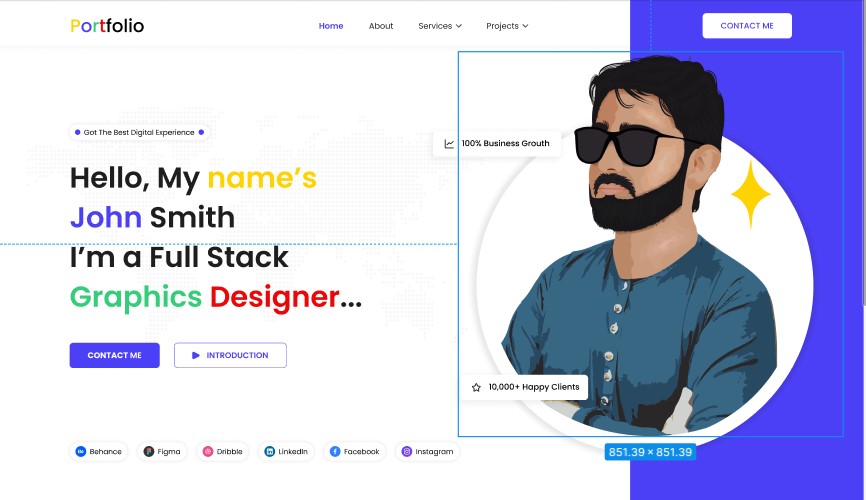 Portfolio
Home
About
Services
Projects
CONTACT ME
Got The Best Digital Experience
100% Business Grouth
Hello, My name's
John Smith
I'm a Full Stack
Graphics Designer...
CONTACT ME
INTRODUCTION
10,000+ Happy Clients
Bē Behance
Figma
Dribble
in LinkedIn
f Facebook
Instagram
851.39 × 851.39